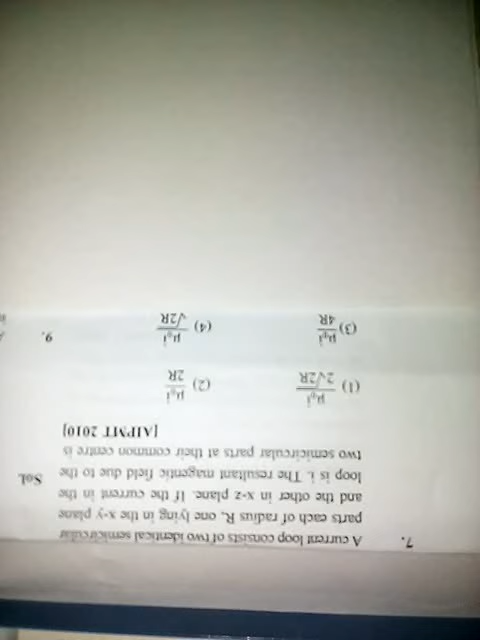 7. A current loop consists of two identical semicircular
parts each of radius R, one lying in the x-y plane
and the other in x-z plane. If the current in the
loop is i. The resultant magentic field due to the
two semicircular parts at their common centre is
[AIPMT 2010]
(1) μ₀i / 2√2R (2) μ₀i / 2R
(3) μ₀i / 4R (4) μ₀i / √2R
Sol.
9.